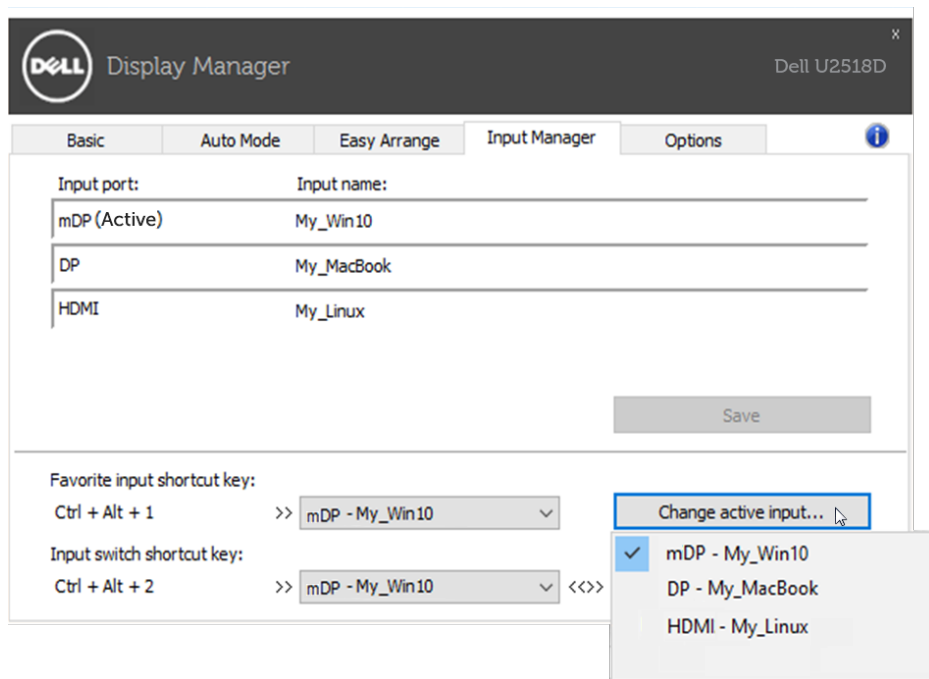 x
DELL Display Manager
Dell U2518D
Basic Auto Mode Easy Arrange Input Manager Options i
Input port: Input name:
mDP (Active) My_Win10
DP My_MacBook
HDMI My_Linux
Save
Favorite input shortcut key:
Ctrl + Alt + 1 >> mDP - My_Win10 Change active input...
Input switch shortcut key:
Ctrl + Alt + 2 >> mDP - My_Win10 <<>>
mDP - My_Win10
DP - My_MacBook
HDMI - My_Linux